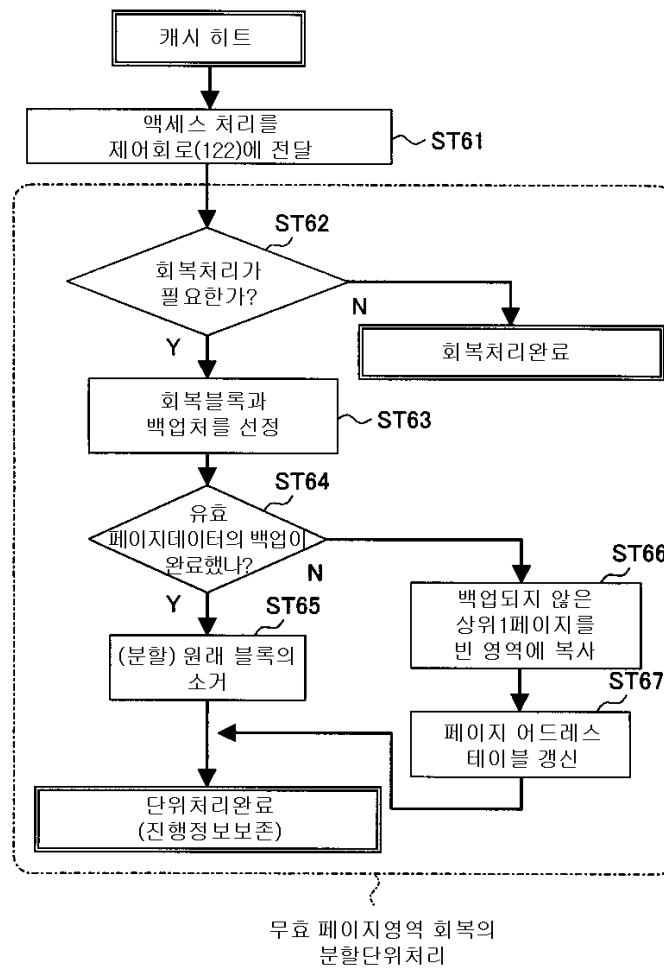 캐시 히트
액세스 처리를
제어회로(122)에 전달
ST61
ST62
회복처리가
필요한가?
N
Y
회복처리완료
회복블록과
백업처를 선정
ST63
ST64
유효
페이지데이터의 백업이
완료했나?
N
Y
ST66
백업되지 않은
상위1페이지를
빈 영역에 복사
ST65
(분할) 원래 블록의
소거
ST67
페이지 어드레스
테이블 갱신
단위처리완료
(진행정보보존)
무효 페이지영역 회복의
분할단위처리